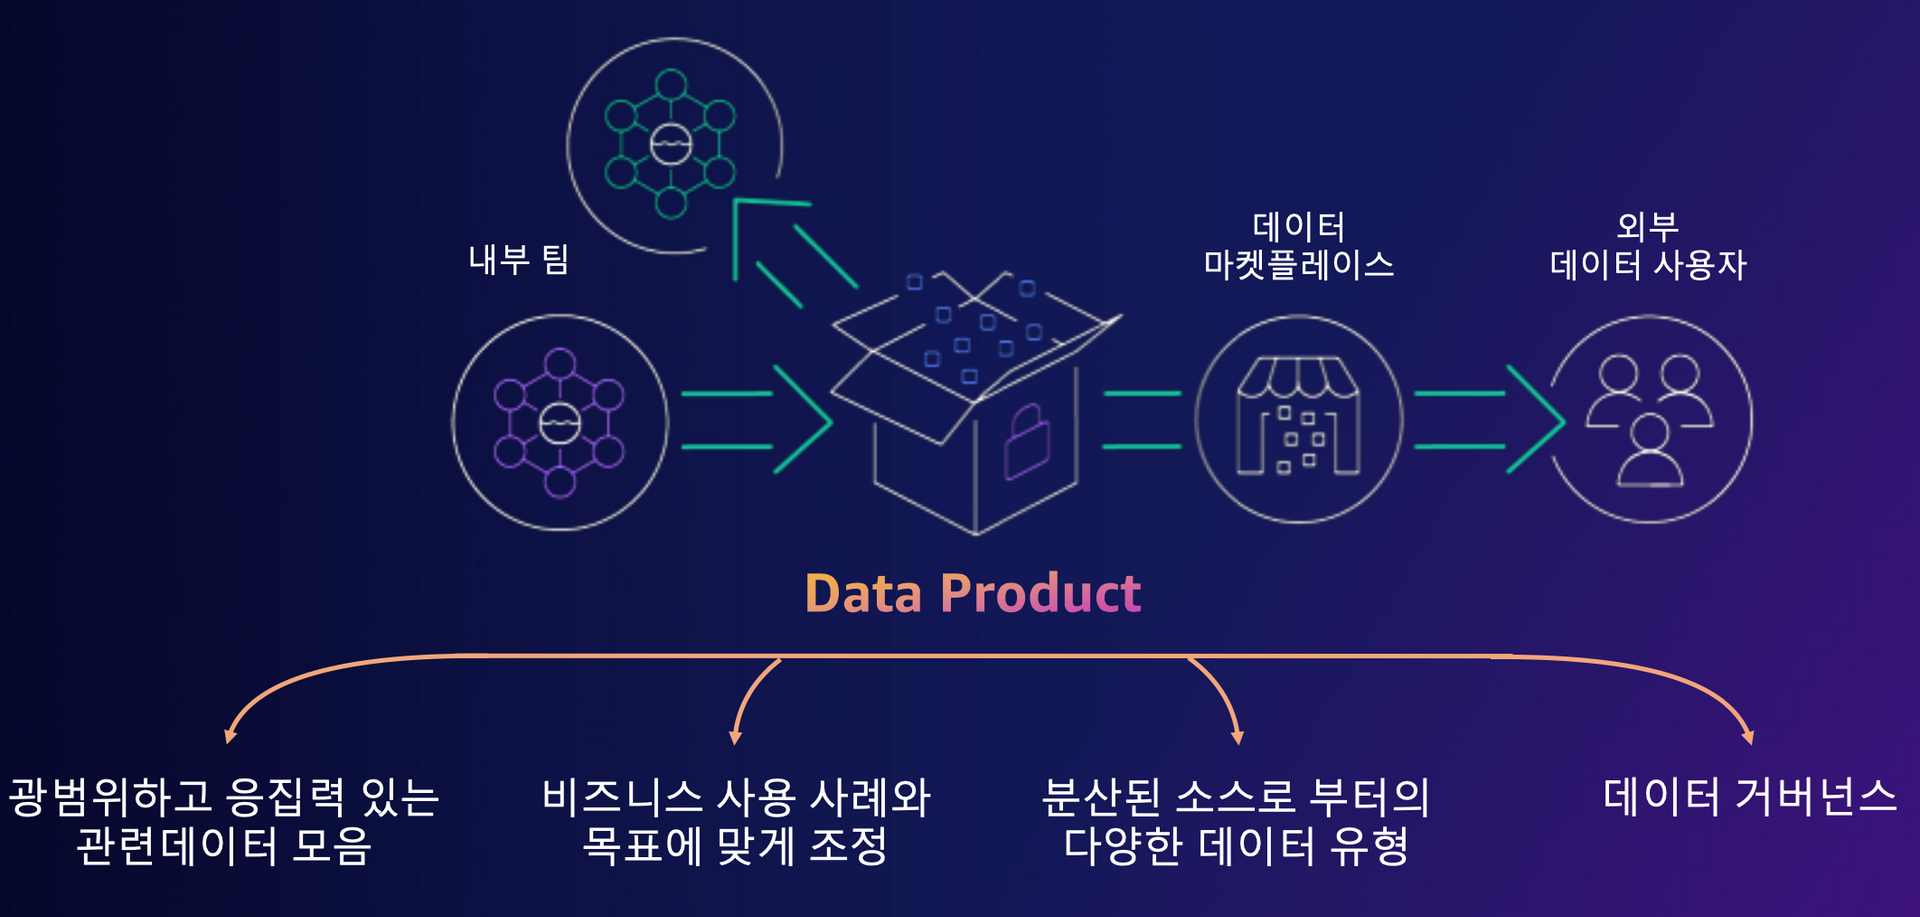 내부 팀
데이터
마켓플레이스
외부
데이터 사용자
Data Product
광범위하고 응집력 있는
관련데이터 모음
비즈니스 사용 사례와
목표에 맞게 조정
분산된 소스로 부터의
다양한 데이터 유형
데이터 거버넌스